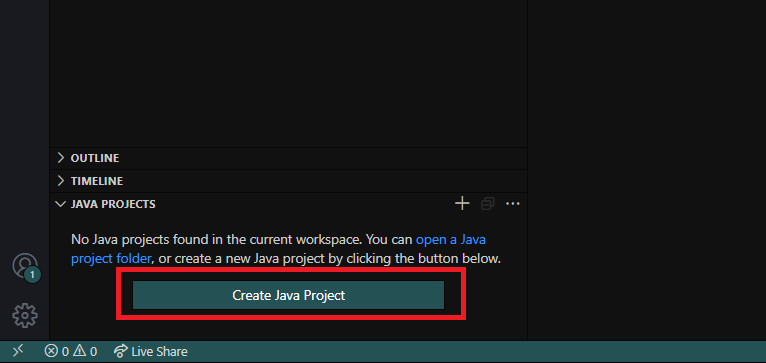 OUTLINE
TIMELINE
JAVA PROJECTS
No Java projects found in the current workspace. You can open a Java
project folder, or create a new Java project by clicking the button below.
1
Create Java Project
0 0 Live Share